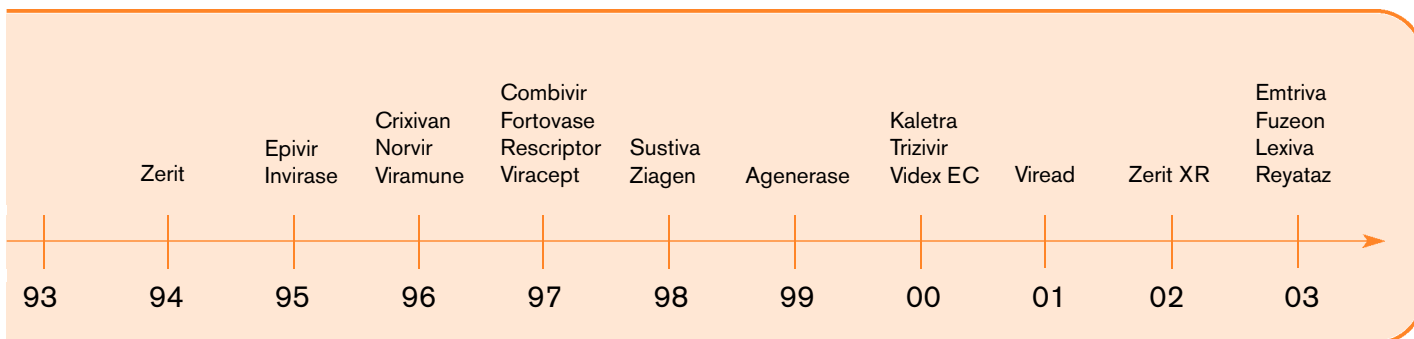 Zerit
Epivir
Invirase
Crixivan
Norvir
Viramune
Combivir
Fortovase
Rescriptor
Viracept
Sustiva
Ziagen
Agenerase
Kaletra
Trizivir
Videx EC
Viread
Zerit XR
Emtriva
Fuzeon
Lexiva
Reyataz
93 94 95 96 97 98 99 00 01 02 03